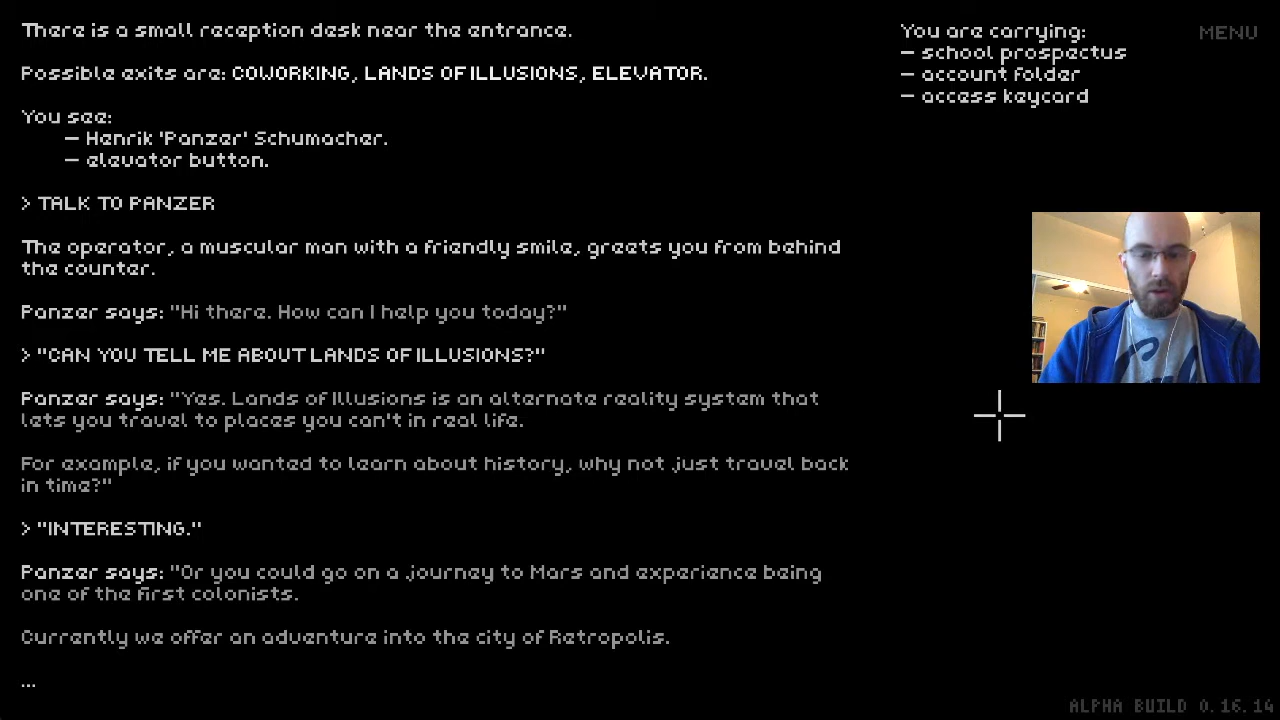 There is a small reception desk near the entrance.
You are carrying:
MENU
— school prospectus
— account folder
— access keycard
Possible exits are: COWORKING, LANDS OF ILLUSIONS, ELEVATOR.
You see:
— Henrik 'Panzer' Schumacher.
— elevator button.
> TALK TO PANZER
The operator, a muscular man with a friendly smile, greets you from behind
the counter.
Panzer says: "Hi there. How can I help you today?"
> "CAN YOU TELL ME ABOUT LANDS OF ILLUSIONS?"
Panzer says: "Yes. Lands of Illusions is an alternate reality system that
lets you travel to places you can't in real life.
For example, if you wanted to learn about history, why not just travel back
in time?"
> "INTERESTING."
Panzer says: "Or you could go on a journey to Mars and experience being
one of the first colonists.
Currently we offer an adventure into the city of Retropolis.
...
ALPHA BUILD 0.16.14